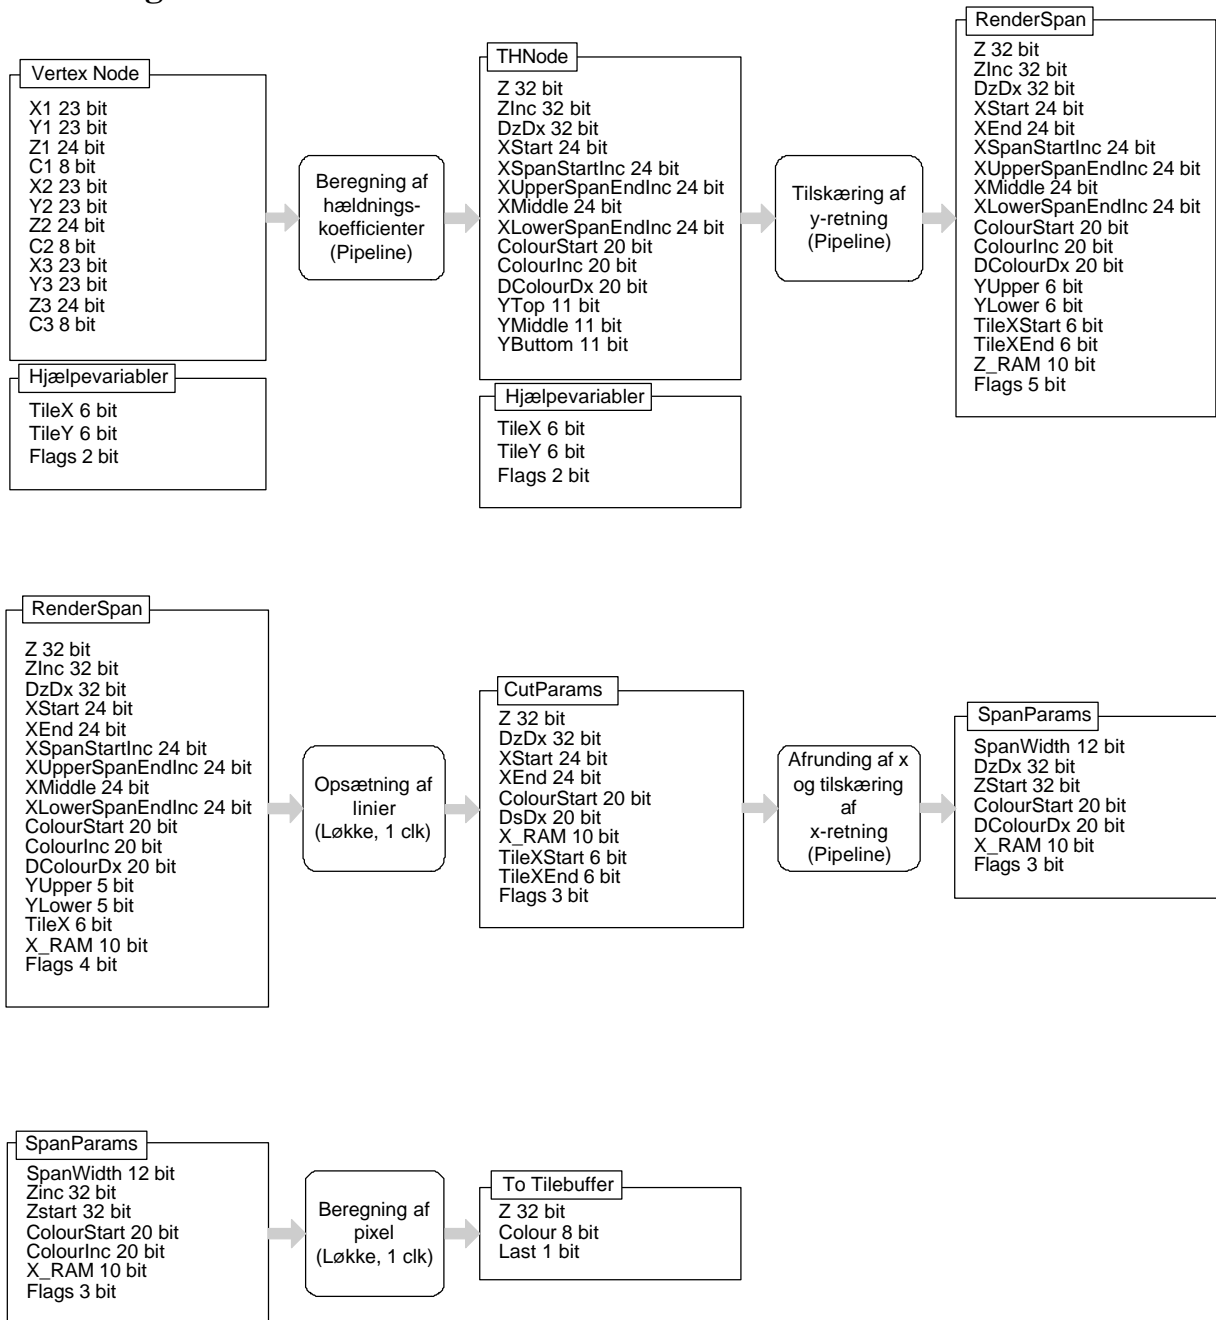 Vertex Node
X1 23 bit
Y1 23 bit
Z1 24 bit
C1 8 bit
X2 23 bit
Y2 23 bit
Z2 24 bit
C2 8 bit
X3 23 bit
Y3 23 bit
Z3 24 bit
C3 8 bit
Hjælpevariabler
TileX 6 bit
TileY 6 bit
Flags 2 bit
Beregning af
hældnings-
koefficienter
(Pipeline)
THNode
Z 32 bit
ZInc 32 bit
DzDx 32 bit
XStart 24 bit
XSpanStartInc 24 bit
XUpperSpanEndInc 24 bit
XMiddle 24 bit
XLowerSpanEndInc 24 bit
ColourStart 20 bit
ColourInc 20 bit
DColourDx 20 bit
YTop 11 bit
YMiddle 11 bit
YButtom 11 bit
Hjælpevariabler
TileX 6 bit
TileY 6 bit
Flags 2 bit
Tilskæring af
y-retning
(Pipeline)
RenderSpan
Z 32 bit
ZInc 32 bit
DzDx 32 bit
XStart 24 bit
XEnd 24 bit
XSpanStartInc 24 bit
XUpperSpanEndInc 24 bit
XMiddle 24 bit
XLowerSpanEndInc 24 bit
ColourStart 20 bit
ColourInc 20 bit
DColourDx 20 bit
YUpper 6 bit
YLower 6 bit
TileXStart 6 bit
TileXEnd 6 bit
Z_RAM 10 bit
Flags 5 bit
RenderSpan
Z 32 bit
ZInc 32 bit
DzDx 32 bit
XStart 24 bit
XEnd 24 bit
XSpanStartInc 24 bit
XUpperSpanEndInc 24 bit
XMiddle 24 bit
XLowerSpanEndInc 24 bit
ColourStart 20 bit
ColourInc 20 bit
DColourDx 20 bit
YUpper 5 bit
YLower 5 bit
TileX 6 bit
X_RAM 10 bit
Flags 4 bit
Opsætning af
linier
(Løkke, 1 clk)
CutParams
Z 32 bit
DzDx 32 bit
XStart 24 bit
XEnd 24 bit
ColourStart 20 bit
DsDx 20 bit
X_RAM 10 bit
TileXStart 6 bit
TileXEnd 6 bit
Flags 3 bit
Afrunding af x
og tilskæring
af
x-retning
(Pipeline)
SpanParams
SpanWidth 12 bit
DzDx 32 bit
ZStart 32 bit
ColourStart 20 bit
DColourDx 20 bit
X_RAM 10 bit
Flags 3 bit
SpanParams
SpanWidth 12 bit
Zinc 32 bit
Zstart 32 bit
ColourStart 20 bit
ColourInc 20 bit
X_RAM 10 bit
Flags 3 bit
Beregning af
pixel
(Løkke, 1 clk)
To Tilebuffer
Z 32 bit
Colour 8 bit
Last 1 bit